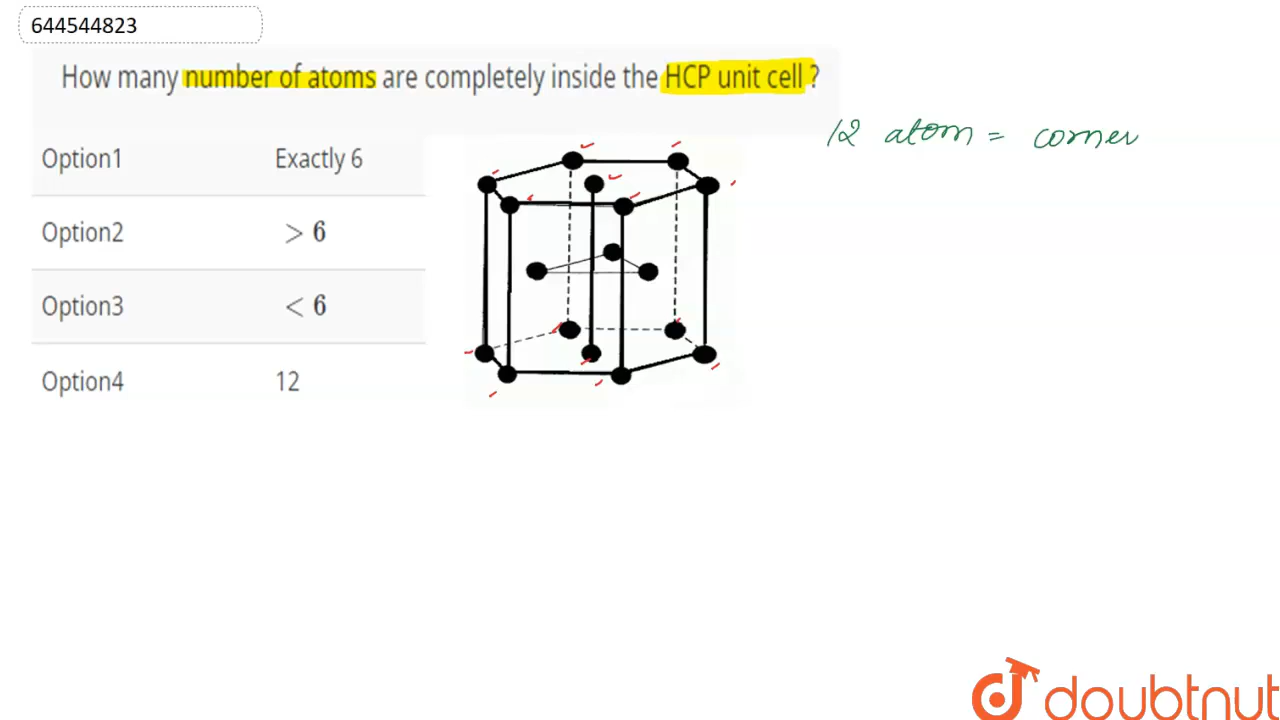 644544823
How many number of atoms are completely inside the HCP unit cell ?
12 atom = corner
Option1 Exactly 6
Option2 > 6
Option3 < 6
Option4 12
doubtnut